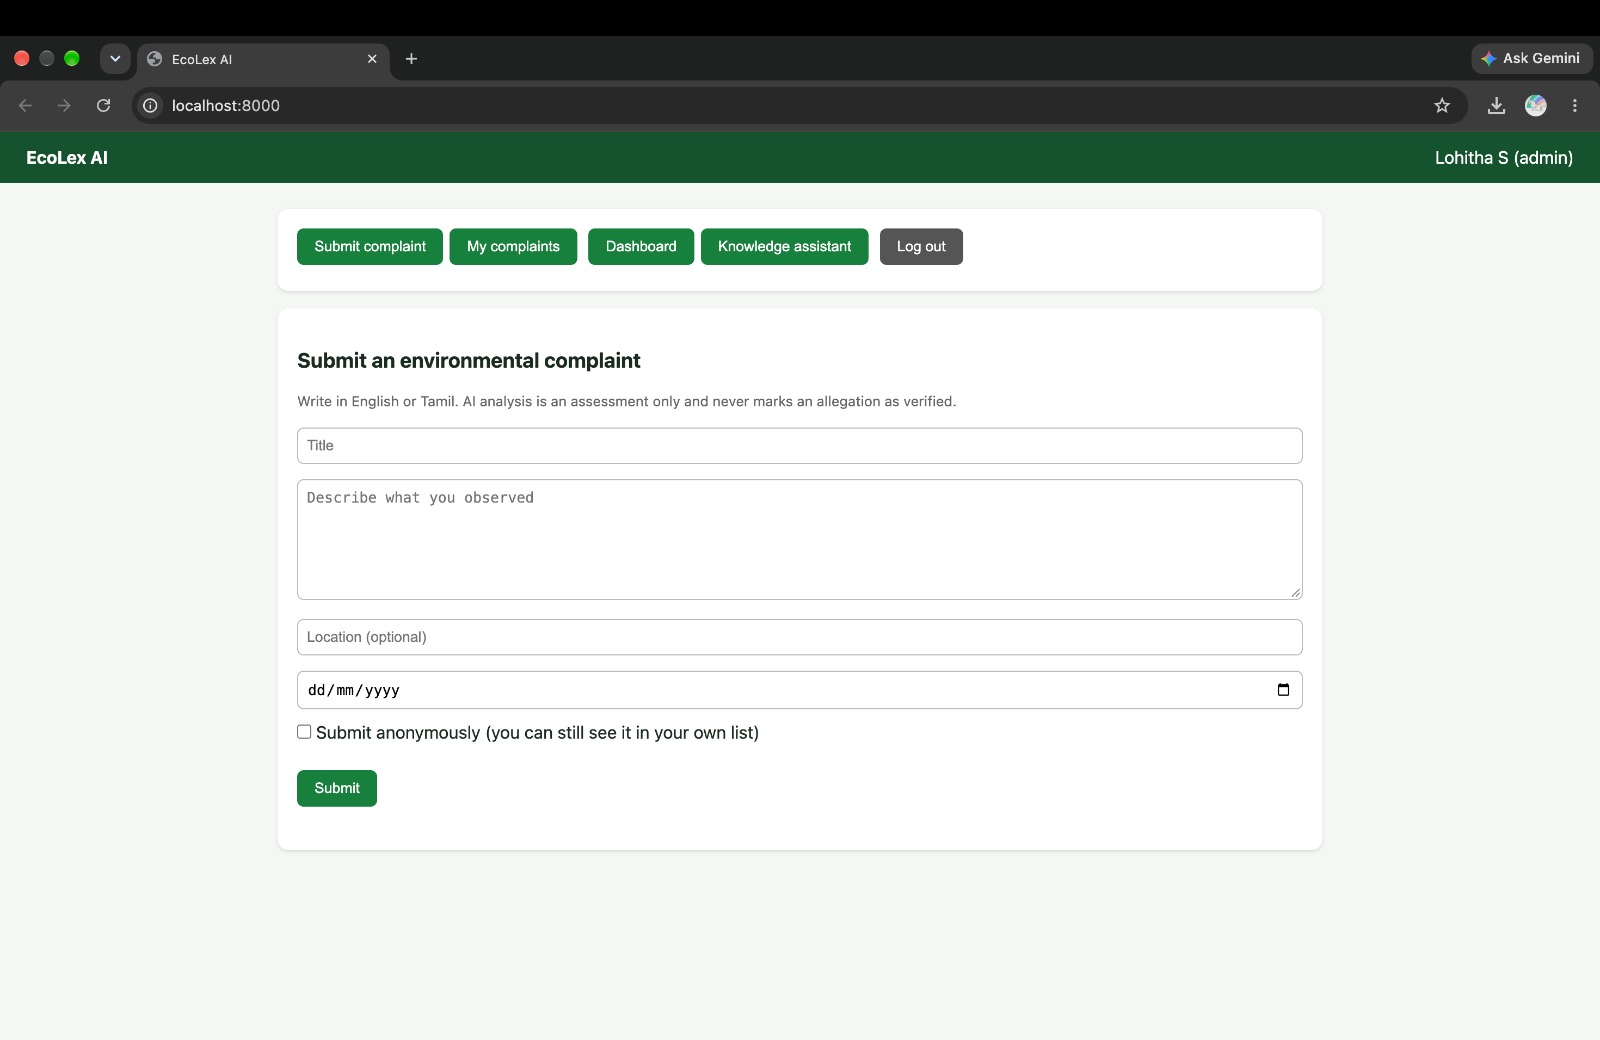 EcoLex AI
Ask Gemini
localhost:8000
EcoLex AI
Lohitha S (admin)
Submit complaint
My complaints
Dashboard
Knowledge assistant
Log out
Submit an environmental complaint
Write in English or Tamil. AI analysis is an assessment only and never marks an allegation as verified.
Title
Describe what you observed
Location (optional)
dd/mm/yyyy
Submit anonymously (you can still see it in your own list)
Submit